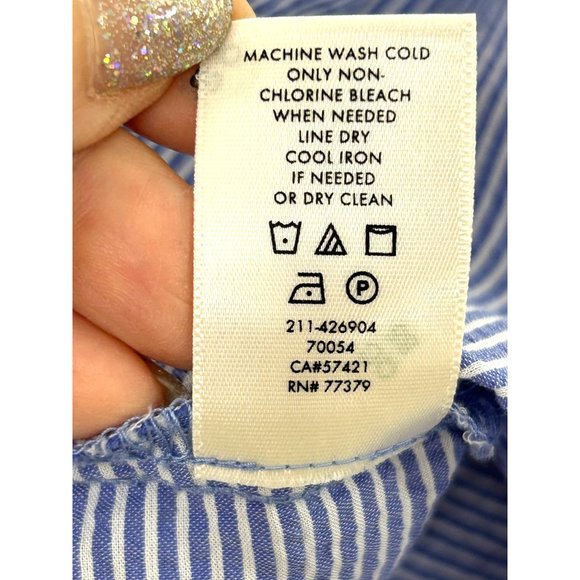 MACHINE WASH COLD
ONLY NON-
CHLORINE BLEACH
WHEN NEEDED
LINE DRY
COOL IRON
IF NEEDED
OR DRY CLEAN
P
211-426904
70054
CA#57421
RN# 77379